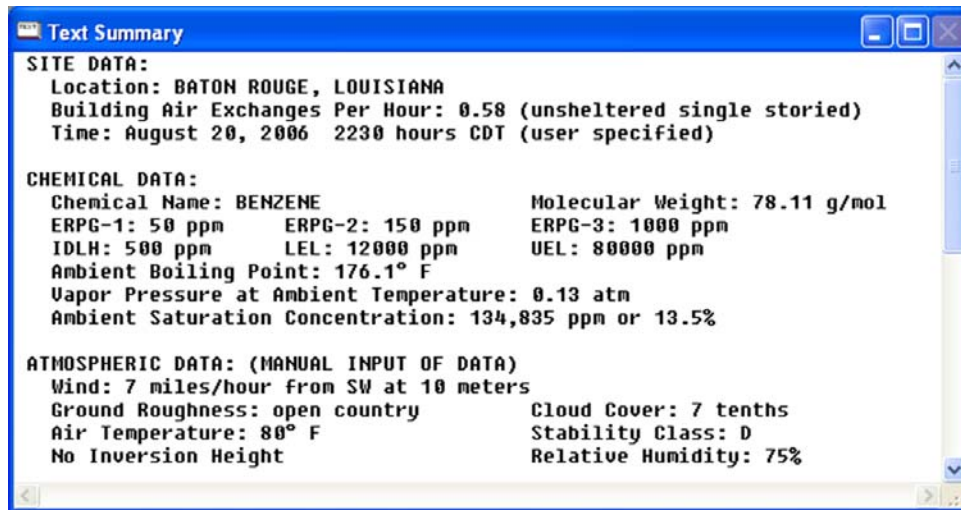 Text Summary
SITE DATA:
Location: BATON ROUGE, LOUISIANA
Building Air Exchanges Per Hour: 0.58 (unsheltered single storied)
Time: August 20, 2006 2230 hours CDT (user specified)
CHEMICAL DATA:
Chemical Name: BENZENE Molecular Weight: 78.11 g/mol
ERPG-1: 50 ppm ERPG-2: 150 ppm ERPG-3: 1000 ppm
IDLH: 500 ppm LEL: 12000 ppm UEL: 80000 ppm
Ambient Boiling Point: 176.1° F
Vapor Pressure at Ambient Temperature: 0.13 atm
Ambient Saturation Concentration: 134,835 ppm or 13.5%
ATMOSPHERIC DATA: (MANUAL INPUT OF DATA)
Wind: 7 miles/hour from SW at 10 meters
Ground Roughness: open country Cloud Cover: 7 tenths
Air Temperature: 80° F Stability Class: D
No Inversion Height Relative Humidity: 75%